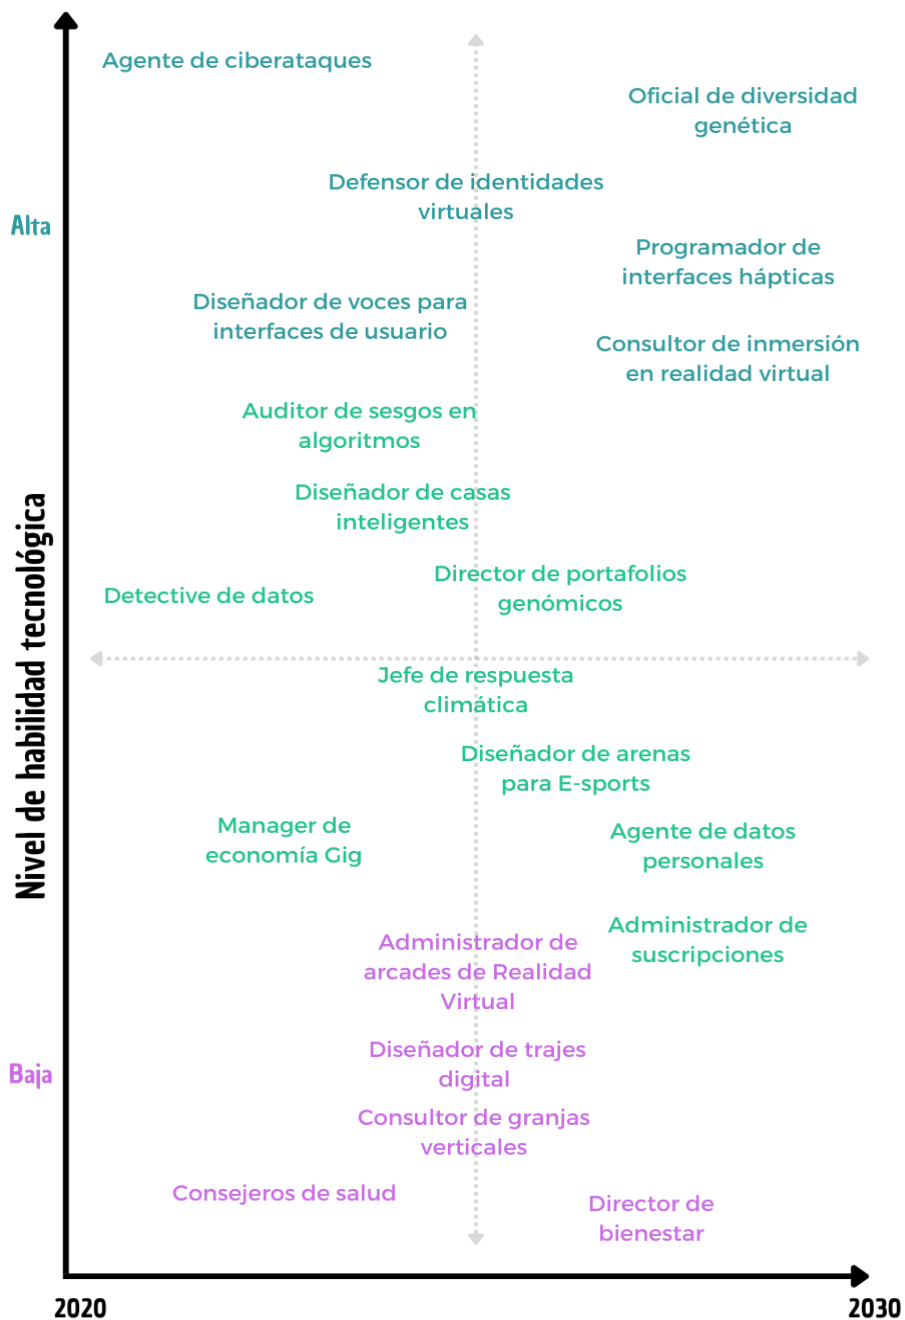 Agente de ciberataques
Oficial de diversidad
genética
Defensor de identidades
virtuales
Alta
Programador de
interfaces hápticas
Diseñador de voces para
interfaces de usuario
Consultor de inmersión
en realidad virtual
Auditor de sesgos en
algoritmos
Diseñador de casas
inteligentes
Nivel de habilidad tecnológica
Director de portafolios
genómicos
Detective de datos
Jefe de respuesta
climática
Diseñador de arenas
para E-sports
Manager de
economía Gig
Agente de datos
personales
Administrador de
suscripciones
Administrador de
arcades de Realidad
Virtual
Diseñador de trajes
digital
Baja
Consultor de granjas
verticales
Consejeros de salud
Director de
bienestar
2020
2030